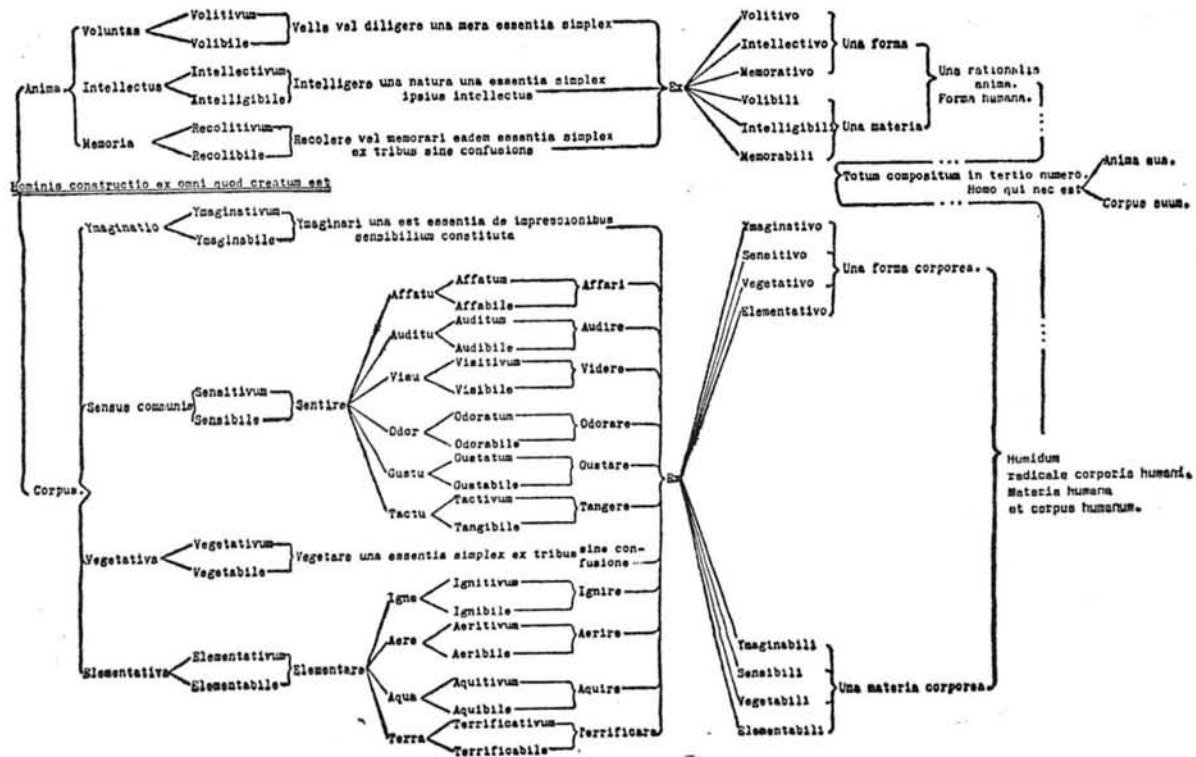 Anima
Voluntas
Volitivum
Volibile
Velle vel diligere una mera essentia simplex
Intellectus
Intellectivum
Intelligibile
Intelligere una natura una essentia simplex
ipsius intellectus
Memoria
Recolitivum
Recolibile
Recolere vel memorari eadem essentia simplex
ex tribus sine confusione
Ex
Volitivo
Intellectivo
Memorativo
Una forma
Volibili
Intelligibili
Memorabili
Una materia
Una rationalis
anima.
Forma humana.
Hominis constructio ex omni quod creatum est
Totum compositum in tertio numero.
Homo qui nec est
Anima sua.
Corpus suum.
Corpus.
Ymaginatio
Ymaginativum
Ymaginabile
Ymaginari una est essentia de impressionibus
sensibilium constituta
Sensus communis
Sensitivum
Sensibile
Sentire
Affatu
Affatum
Affabile
Affari
Auditu
Auditum
Audibile
Audire
Visu
Visitivum
Visibile
Videre
Odor
Odoratum
Odorabile
Odorare
Gustu
Gustatum
Gustabile
Gustare
Tactu
Tactivum
Tangibile
Tangere
Vegetativa
Vegetativum
Vegetabile
Vegetare una essentia simplex ex tribus sine con-
fusione
Elementativa
Elementativum
Elementabile
Elementare
Igne
Ignitivum
Ignibile
Ignire
Aere
Aeritivum
Aeribile
Aerire
Aqua
Aquitivum
Aquibile
Aquire
Terra
Terrificativum
Terrificabile
Terrificare
Ex
Ymaginativo
Sensitivo
Vegetativo
Elementativo
Una forma corporea.
Ymaginabili
Sensibili
Vegetabili
Elementabili
Una materia corporea
Humidum
radicale corporis humani.
Materia humana
et corpus humanum.